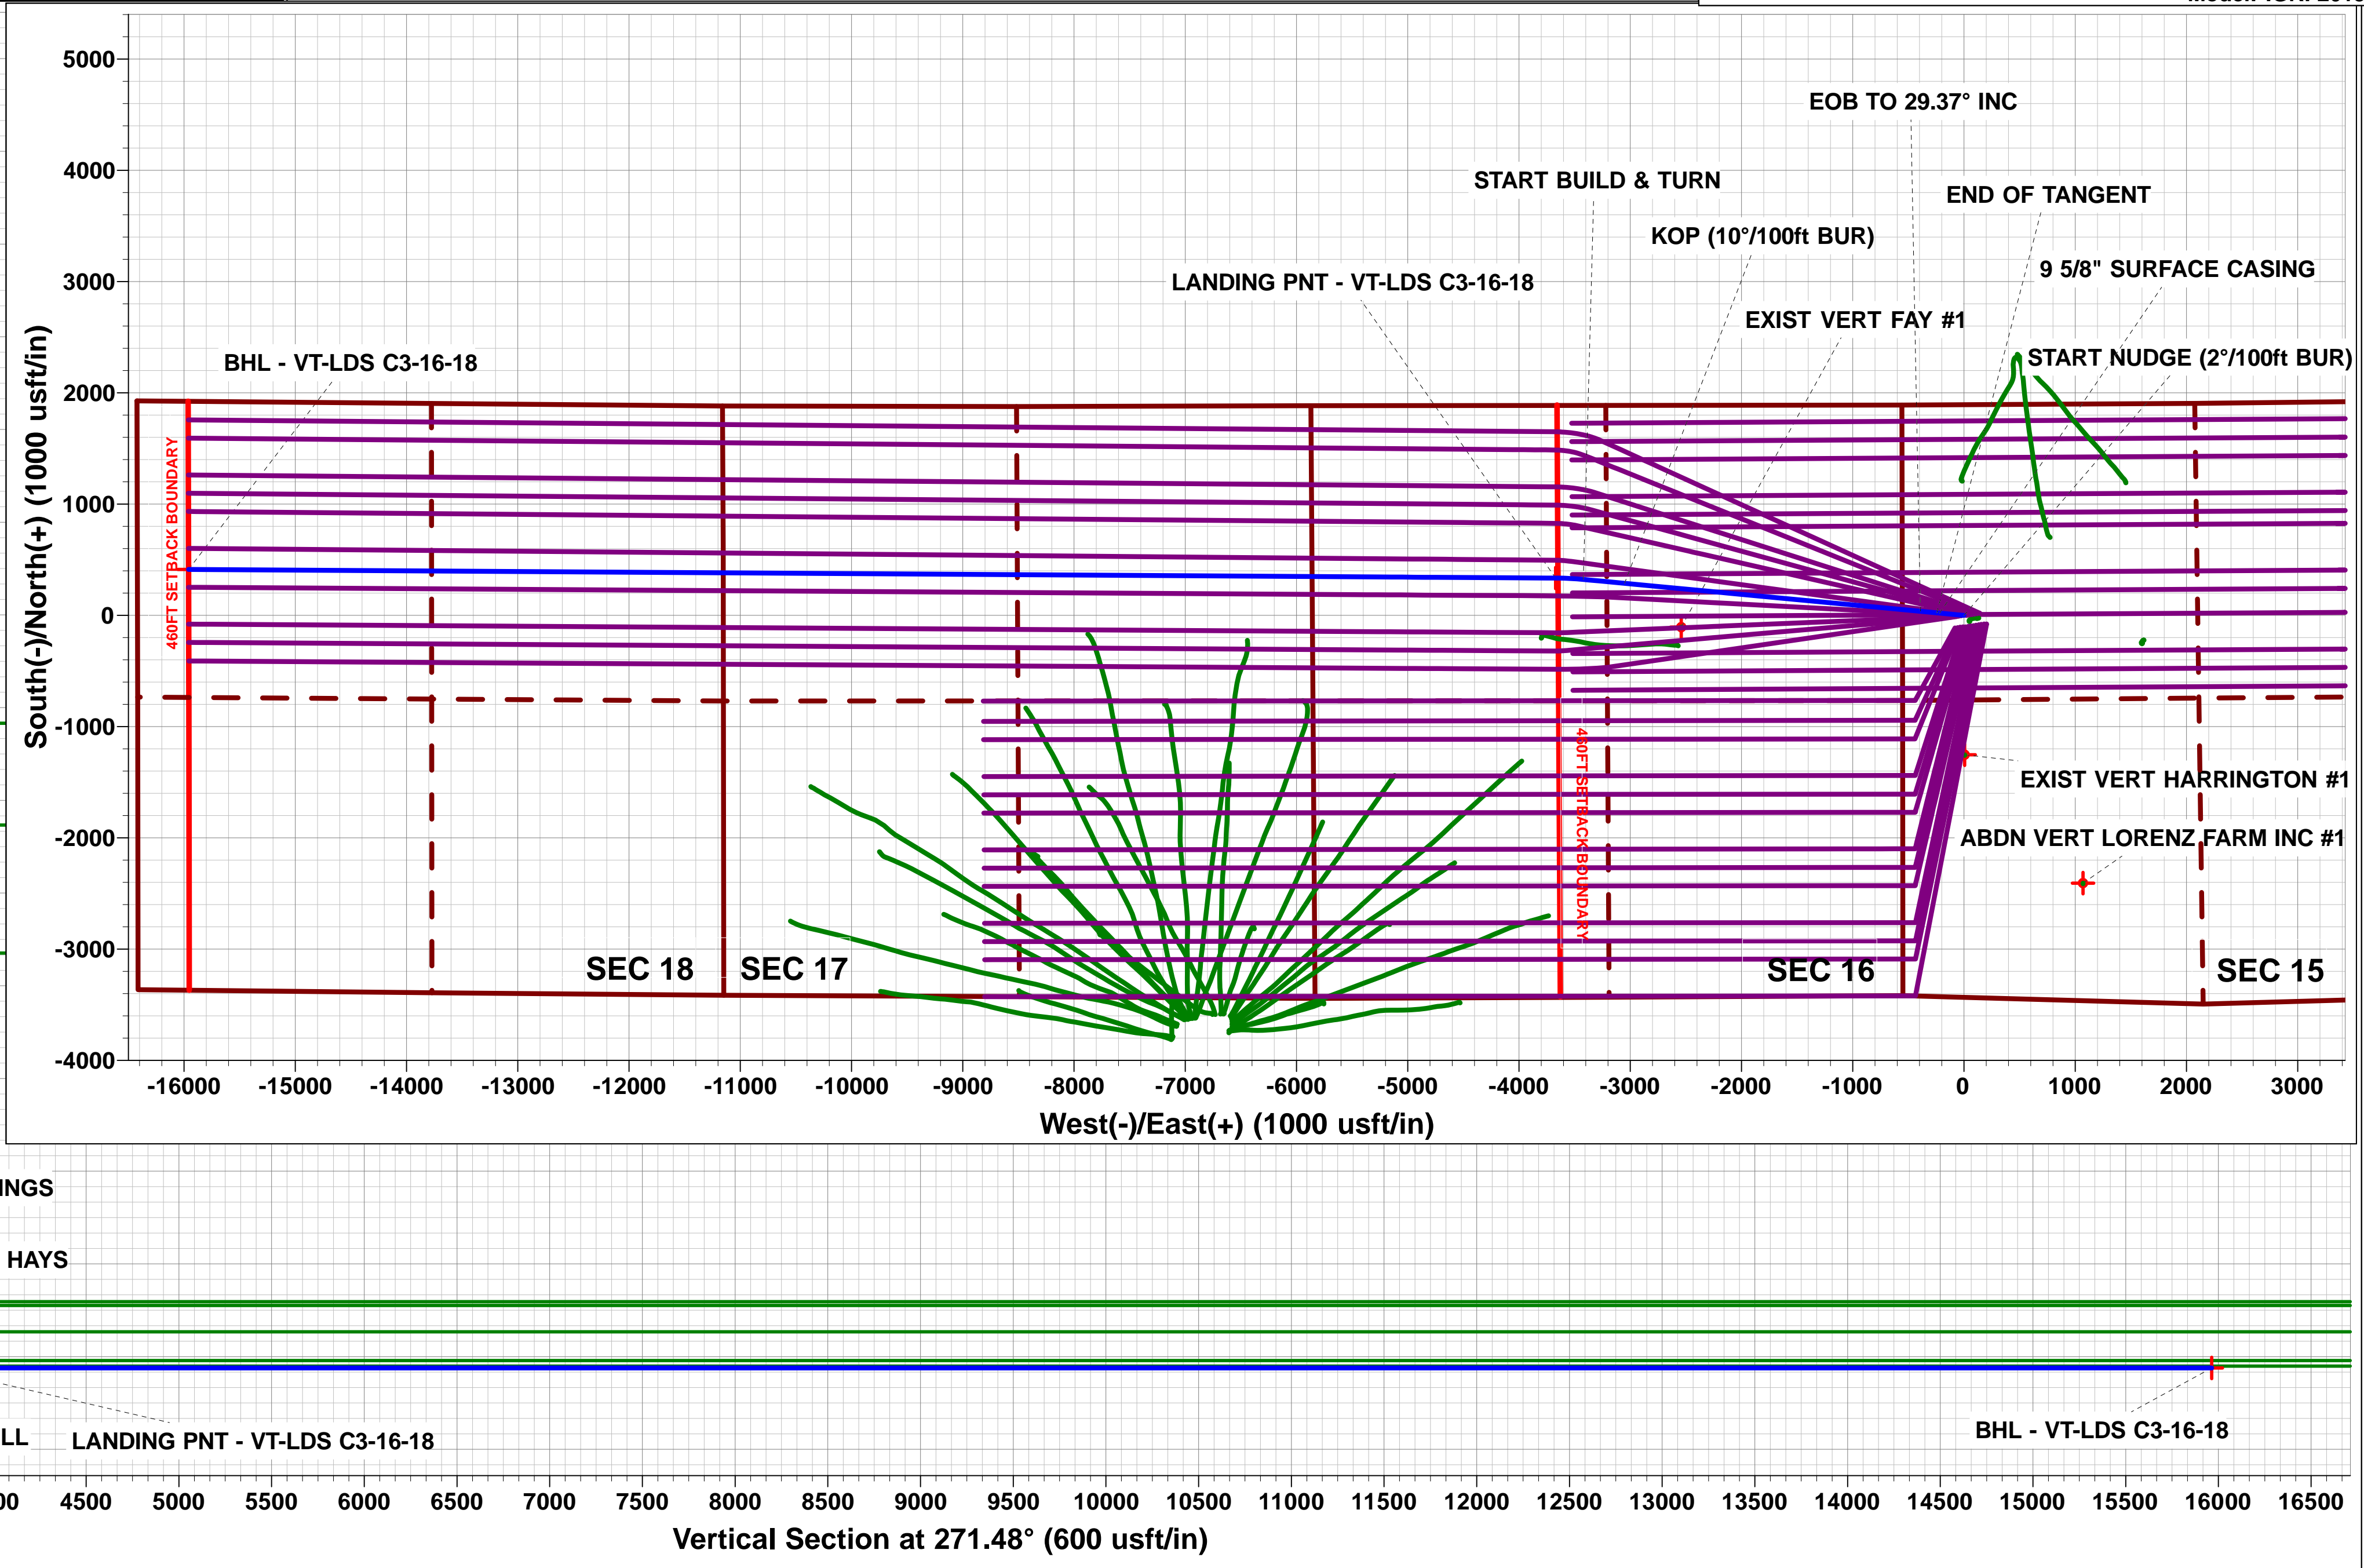 5000
4000
3000
2000
1000
0
-1000
-2000
-3000
-4000
South(-)/North(+) (1000 usft/in)
EOB TO 29.37° INC
START BUILD & TURN
END OF TANGENT
KOP (10°/100ft BUR)
9 5/8" SURFACE CASING
LANDING PNT - VT-LDS C3-16-18
EXIST VERT FAY #1
START NUDGE (2°/100ft BUR)
BHL - VT-LDS C3-16-18
460FT SETBACK BOUNDARY
460FT SETBACK BOUNDARY
EXIST VERT HARRINGTON #1
ABDN VERT LORENZ FARM INC #1
SEC 18
SEC 17
SEC 16
SEC 15
-16000 -15000 -14000 -13000 -12000 -11000 -10000 -9000 -8000 -7000 -6000 -5000 -4000 -3000 -2000 -1000 0 1000 2000 3000
West(-)/East(+) (1000 usft/in)
INGS
HAYS
LL
LANDING PNT - VT-LDS C3-16-18
BHL - VT-LDS C3-16-18
00 4500 5000 5500 6000 6500 7000 7500 8000 8500 9000 9500 10000 10500 11000 11500 12000 12500 13000 13500 14000 14500 15000 15500 16000 16500
Vertical Section at 271.48° (600 usft/in)